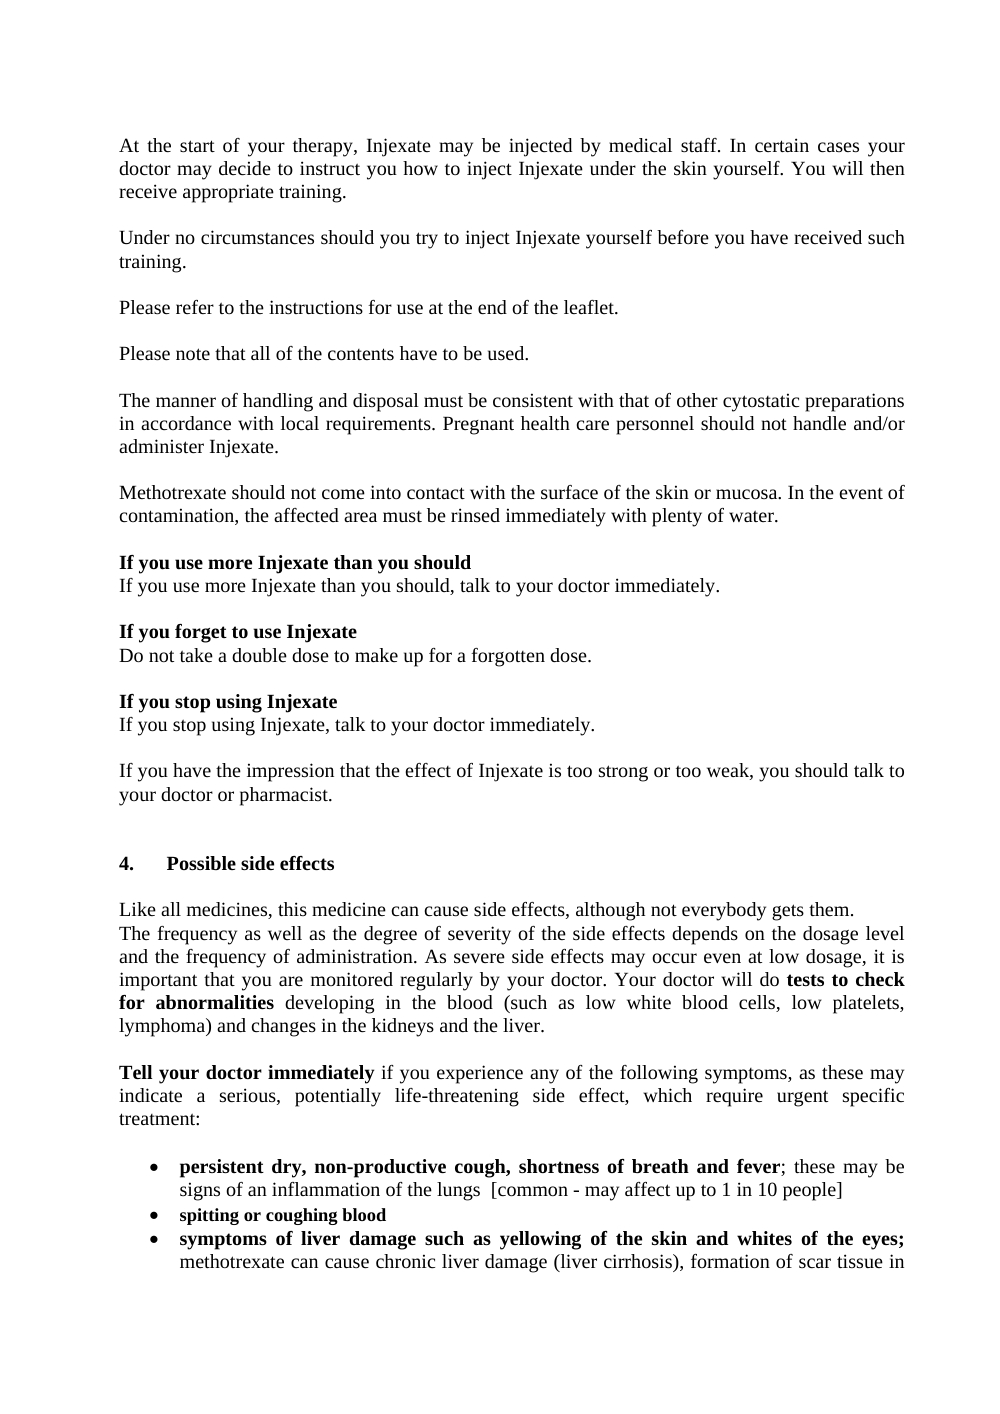 At the start of your therapy, Injexate may be injected by medical staff. In certain cases your
doctor may decide to instruct you how to inject Injexate under the skin yourself. You will then
receive appropriate training.
Under no circumstances should you try to inject Injexate yourself before you have received such
training.
Please refer to the instructions for use at the end of the leaflet.
Please note that all of the contents have to be used.
The manner of handling and disposal must be consistent with that of other cytostatic preparations
in accordance with local requirements. Pregnant health care personnel should not handle and/or
administer Injexate.
Methotrexate should not come into contact with the surface of the skin or mucosa. In the event of
contamination, the affected area must be rinsed immediately with plenty of water.
If you use more Injexate than you should
If you use more Injexate than you should, talk to your doctor immediately.
If you forget to use Injexate
Do not take a double dose to make up for a forgotten dose.
If you stop using Injexate
If you stop using Injexate, talk to your doctor immediately.
If you have the impression that the effect of Injexate is too strong or too weak, you should talk to
your doctor or pharmacist.
4. Possible side effects
Like all medicines, this medicine can cause side effects, although not everybody gets them.
The frequency as well as the degree of severity of the side effects depends on the dosage level
and the frequency of administration. As severe side effects may occur even at low dosage, it is
important that you are monitored regularly by your doctor. Your doctor will do tests to check
for abnormalities developing in the blood (such as low white blood cells, low platelets,
lymphoma) and changes in the kidneys and the liver.
Tell your doctor immediately if you experience any of the following symptoms, as these may
indicate a serious, potentially life-threatening side effect, which require urgent specific
treatment:
• persistent dry, non-productive cough, shortness of breath and fever; these may be
signs of an inflammation of the lungs [common - may affect up to 1 in 10 people]
• spitting or coughing blood
• symptoms of liver damage such as yellowing of the skin and whites of the eyes;
methotrexate can cause chronic liver damage (liver cirrhosis), formation of scar tissue in